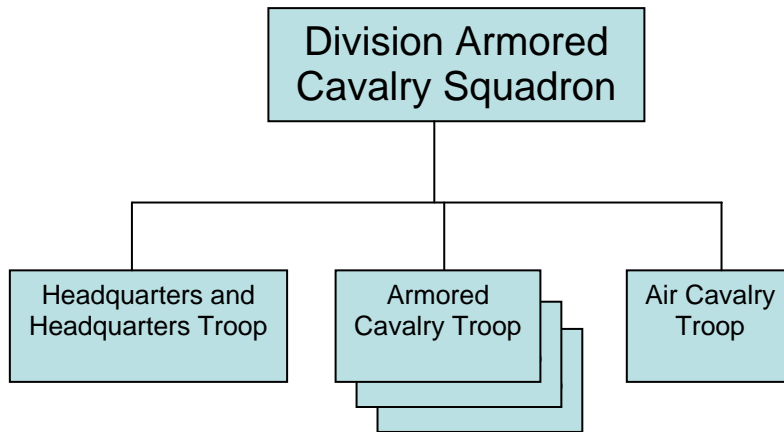 Division Armored
Cavalry Squadron
Headquarters and
Headquarters Troop
Armored
Cavalry Troop
Air Cavalry
Troop